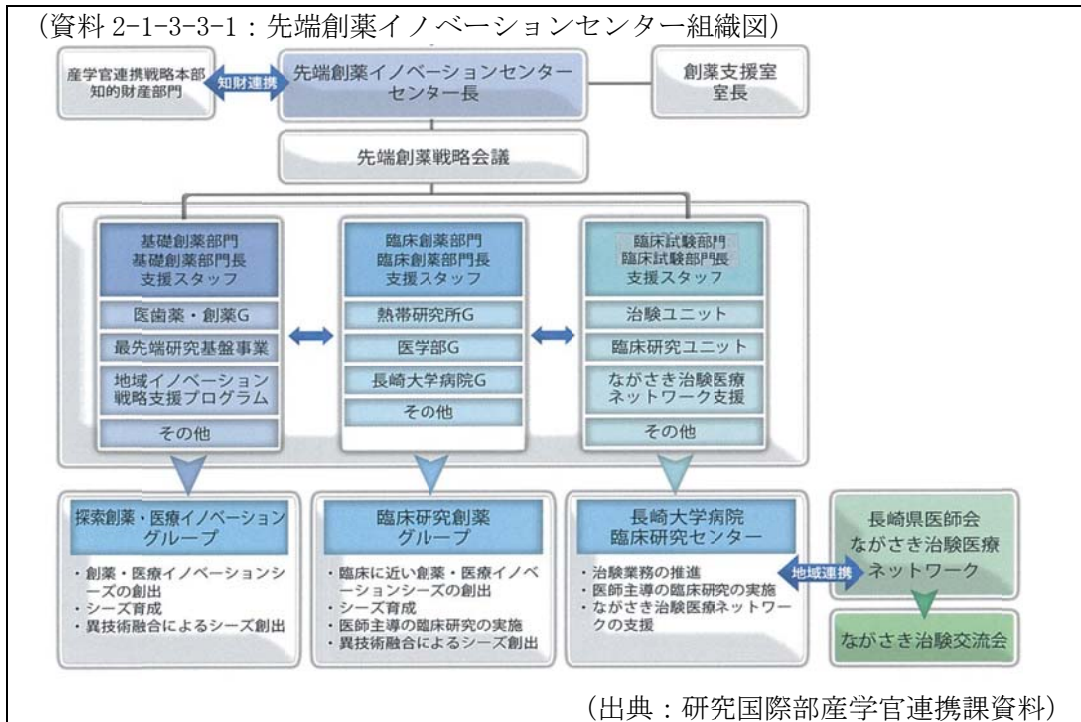 (資料 2-1-3-3-1：先端創薬イノベーションセンター組織図)
産学官連携戦略本部
知的財産部門
知財連携
先端創薬イノベーションセンター
センター長
創薬支援室
室長
先端創薬戦略会議
基礎創薬部門
基礎創薬部門長
支援スタッフ
医歯薬・創薬G
最先端研究基盤事業
地域イノベーション
戦略支援プログラム
その他
臨床創薬部門
臨床創薬部門長
支援スタッフ
熱帯研究所G
医学部G
長崎大学病院G
その他
臨床試験部門
臨床試験部門長
支援スタッフ
治験ユニット
臨床研究ユニット
ながさき治験医療
ネットワーク支援
その他
探索創薬・医療イノベーション
グループ
・創薬・医療イノベーションシ
ーズの創出
・シーズ育成
・異技術融合によるシーズ創出
臨床研究創薬
グループ
・臨床に近い創薬・医療イノベ
ーションシーズの創出
・シーズ育成
・医師主導の臨床研究の実施
・異技術融合によるシーズ創出
長崎大学病院
臨床研究センター
・治験業務の推進
・医師主導の臨床研究の実施
・ながさき治験医療ネットワー
クの支援
地域連携
長崎県医師会
ながさき治験医療
ネットワーク
ながさき治験交流会
(出典：研究国際部産学官連携課資料)